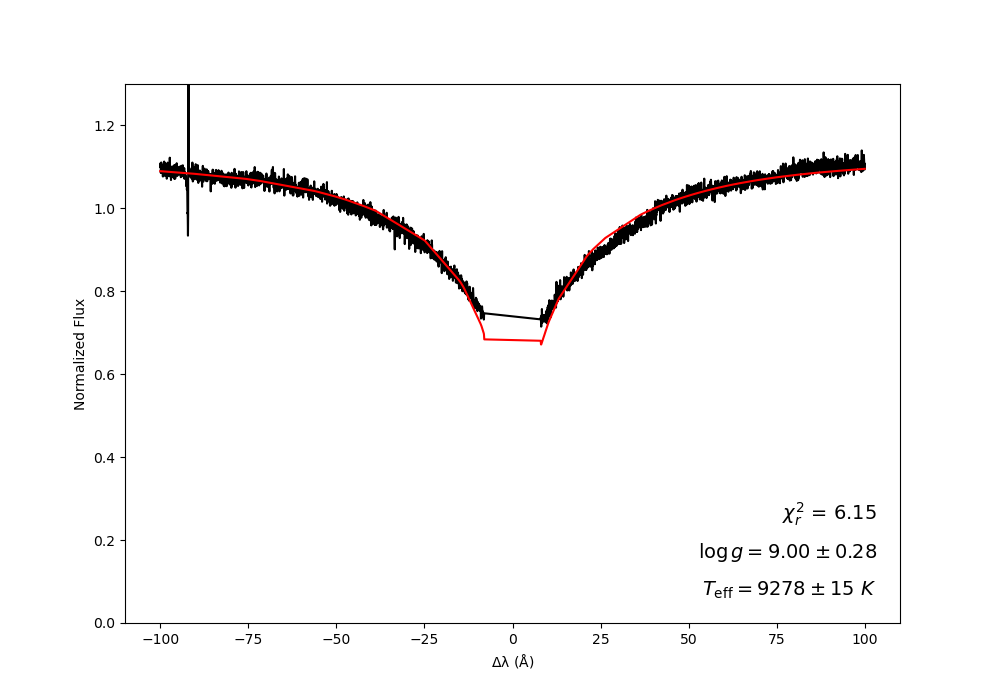 1.2
1.0
0.8
0.6
0.4
0.2
0.0
Normalized Flux
χ²ᵣ = 6.15
log g = 9.00 ± 0.28
T_eff = 9278 ± 15 K
−100 −75 −50 −25 0 25 50 75 100
Δλ (Å)